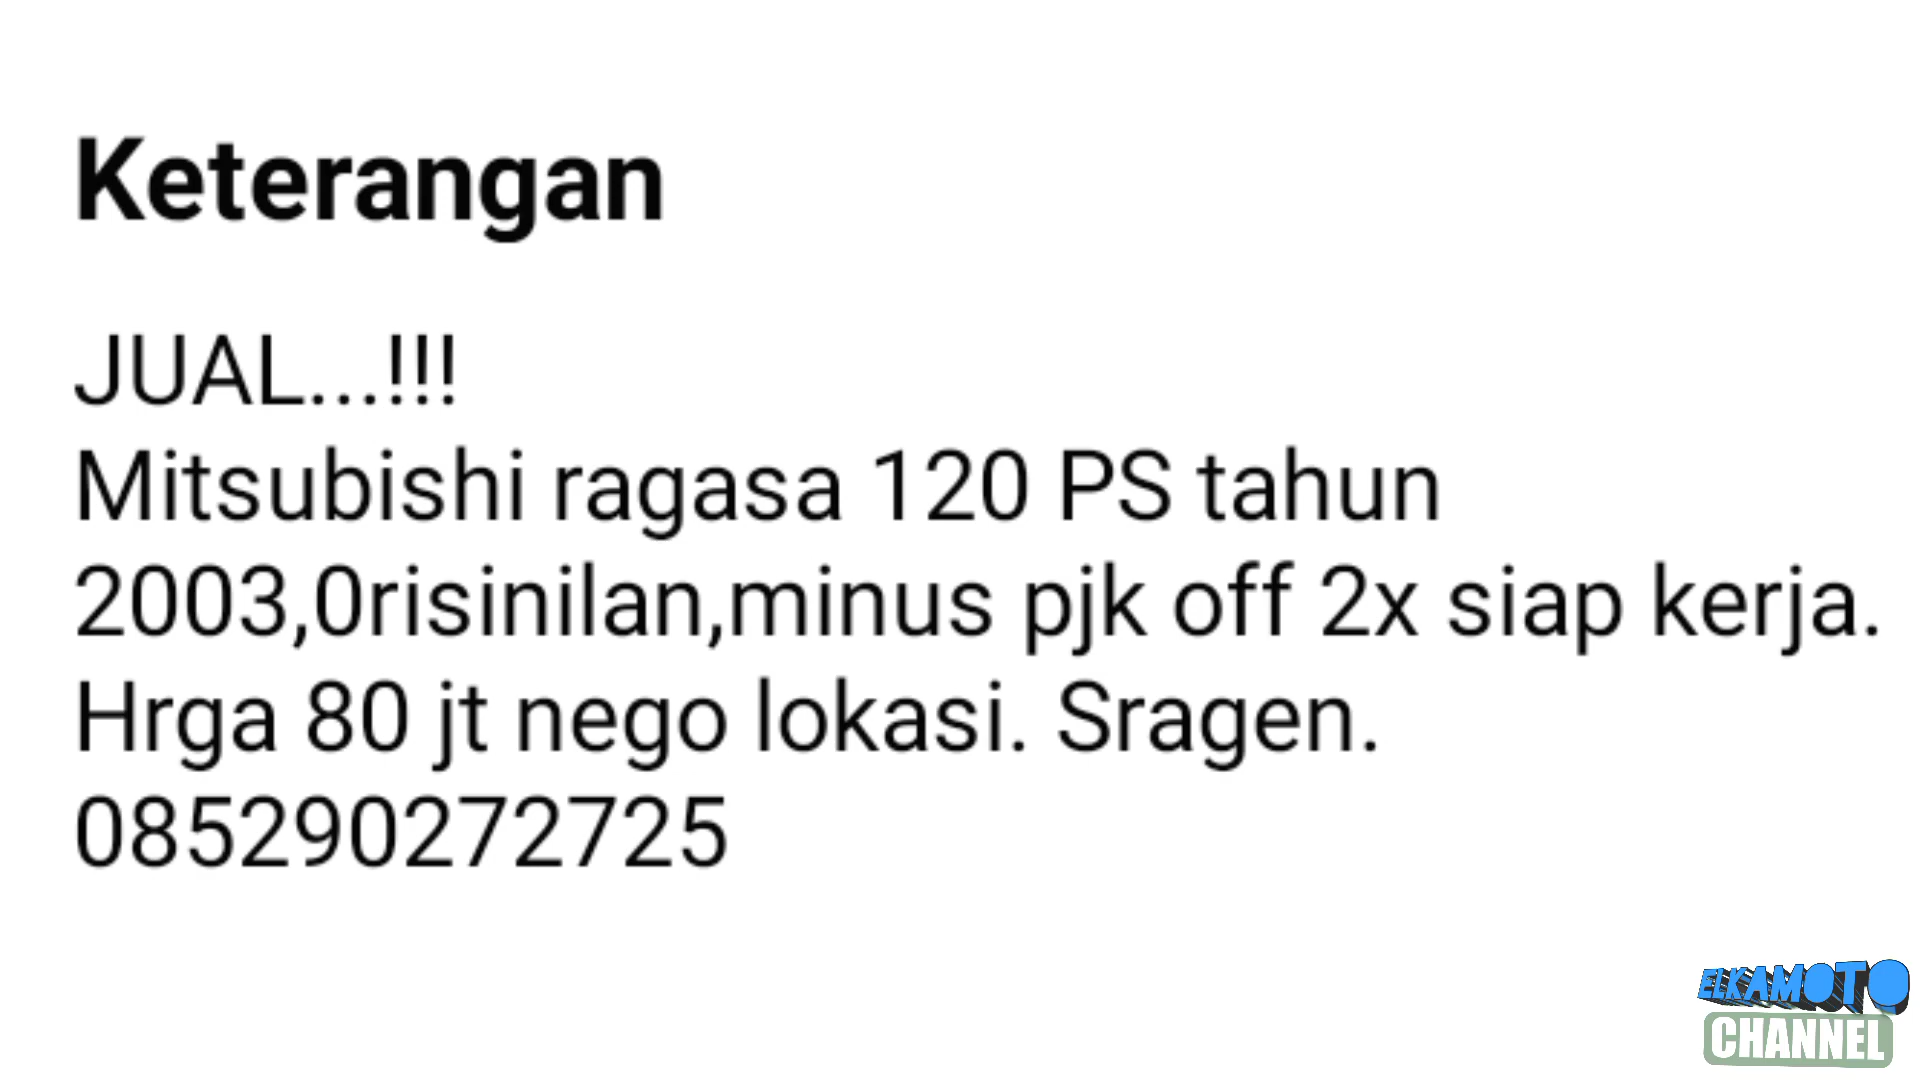 Keterangan
JUAL...!!!
Mitsubishi ragasa 120 PS tahun
2003,0risinilan,minus pjk off 2x siap kerja.
Hrga 80 jt nego lokasi. Sragen.
085290272725
ELKAMOTO
CHANNEL